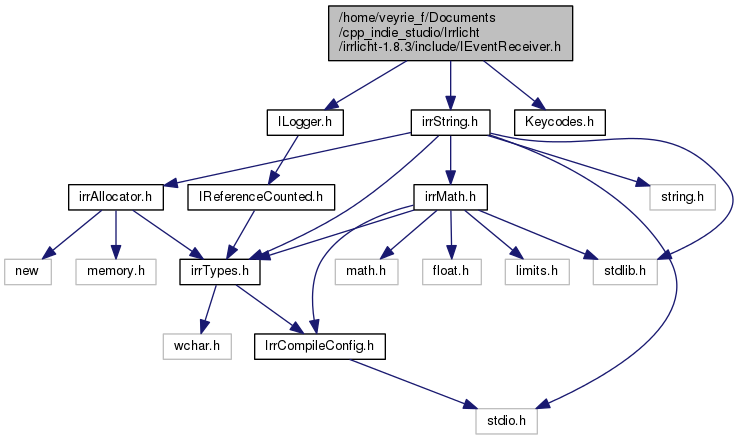 /home/veyrie_f/Documents
/cpp_indie_studio/Irrlicht
/irrlicht-1.8.3/include/IEventReceiver.h
ILogger.h
irrString.h
Keycodes.h
irrAllocator.h
IReferenceCounted.h
irrMath.h
string.h
new
memory.h
irrTypes.h
math.h
float.h
limits.h
stdlib.h
wchar.h
IrrCompileConfig.h
stdio.h